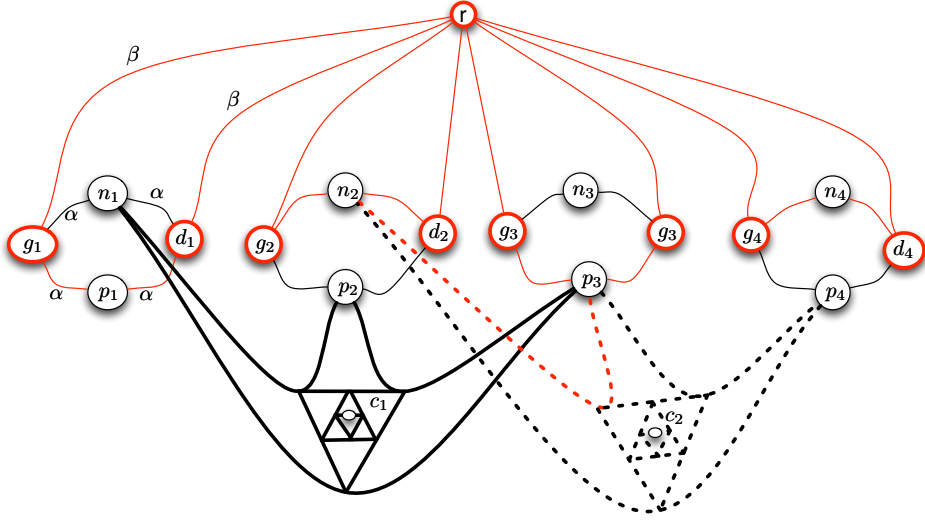 r
β
β
n₁ n₂ n₃ n₄
α α
g₁ d₁ g₂ d₂ g₃ g₃ g₄ d₄
α p₁ α p₂ p₃ p₄
c₁ c₂